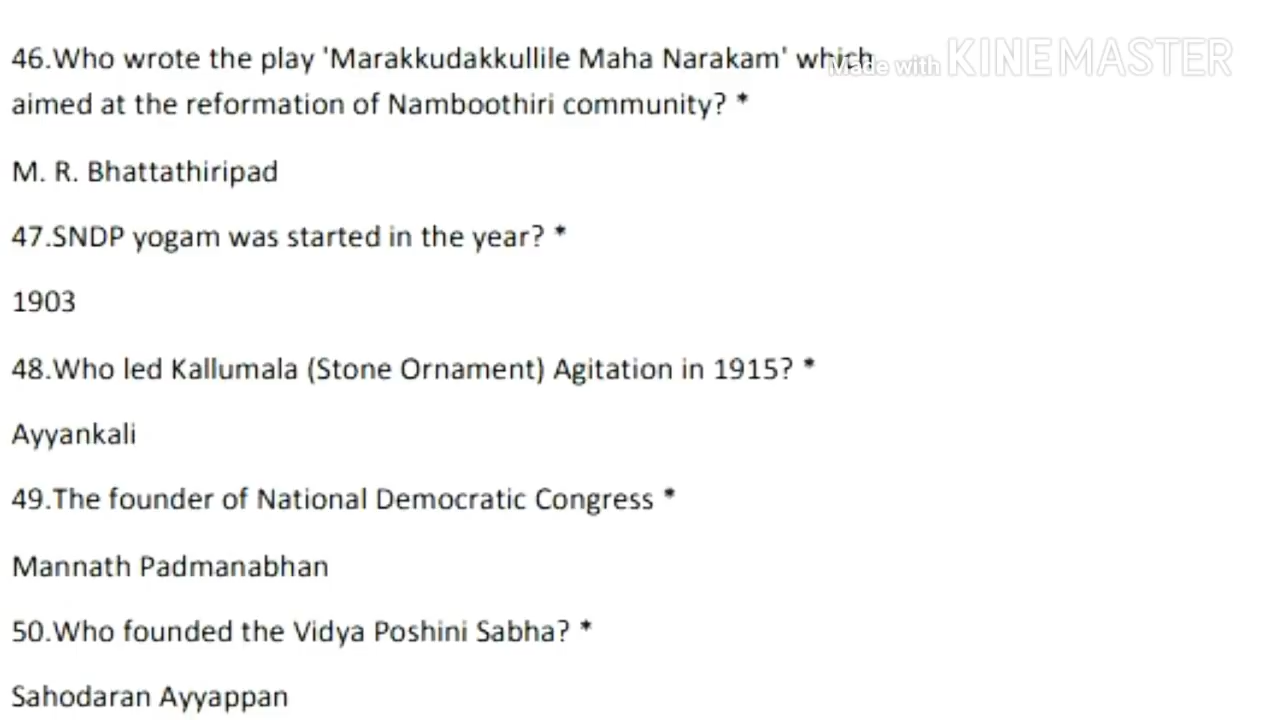 46.Who wrote the play 'Marakkudakkullile Maha Narakam' which
Made with KINEMASTER
aimed at the reformation of Namboothiri community? *
M. R. Bhattathiripad
47.SNDP yogam was started in the year? *
1903
48.Who led Kallumala (Stone Ornament) Agitation in 1915? *
Ayyankali
49.The founder of National Democratic Congress *
Mannath Padmanabhan
50.Who founded the Vidya Poshini Sabha? *
Sahodaran Ayyappan